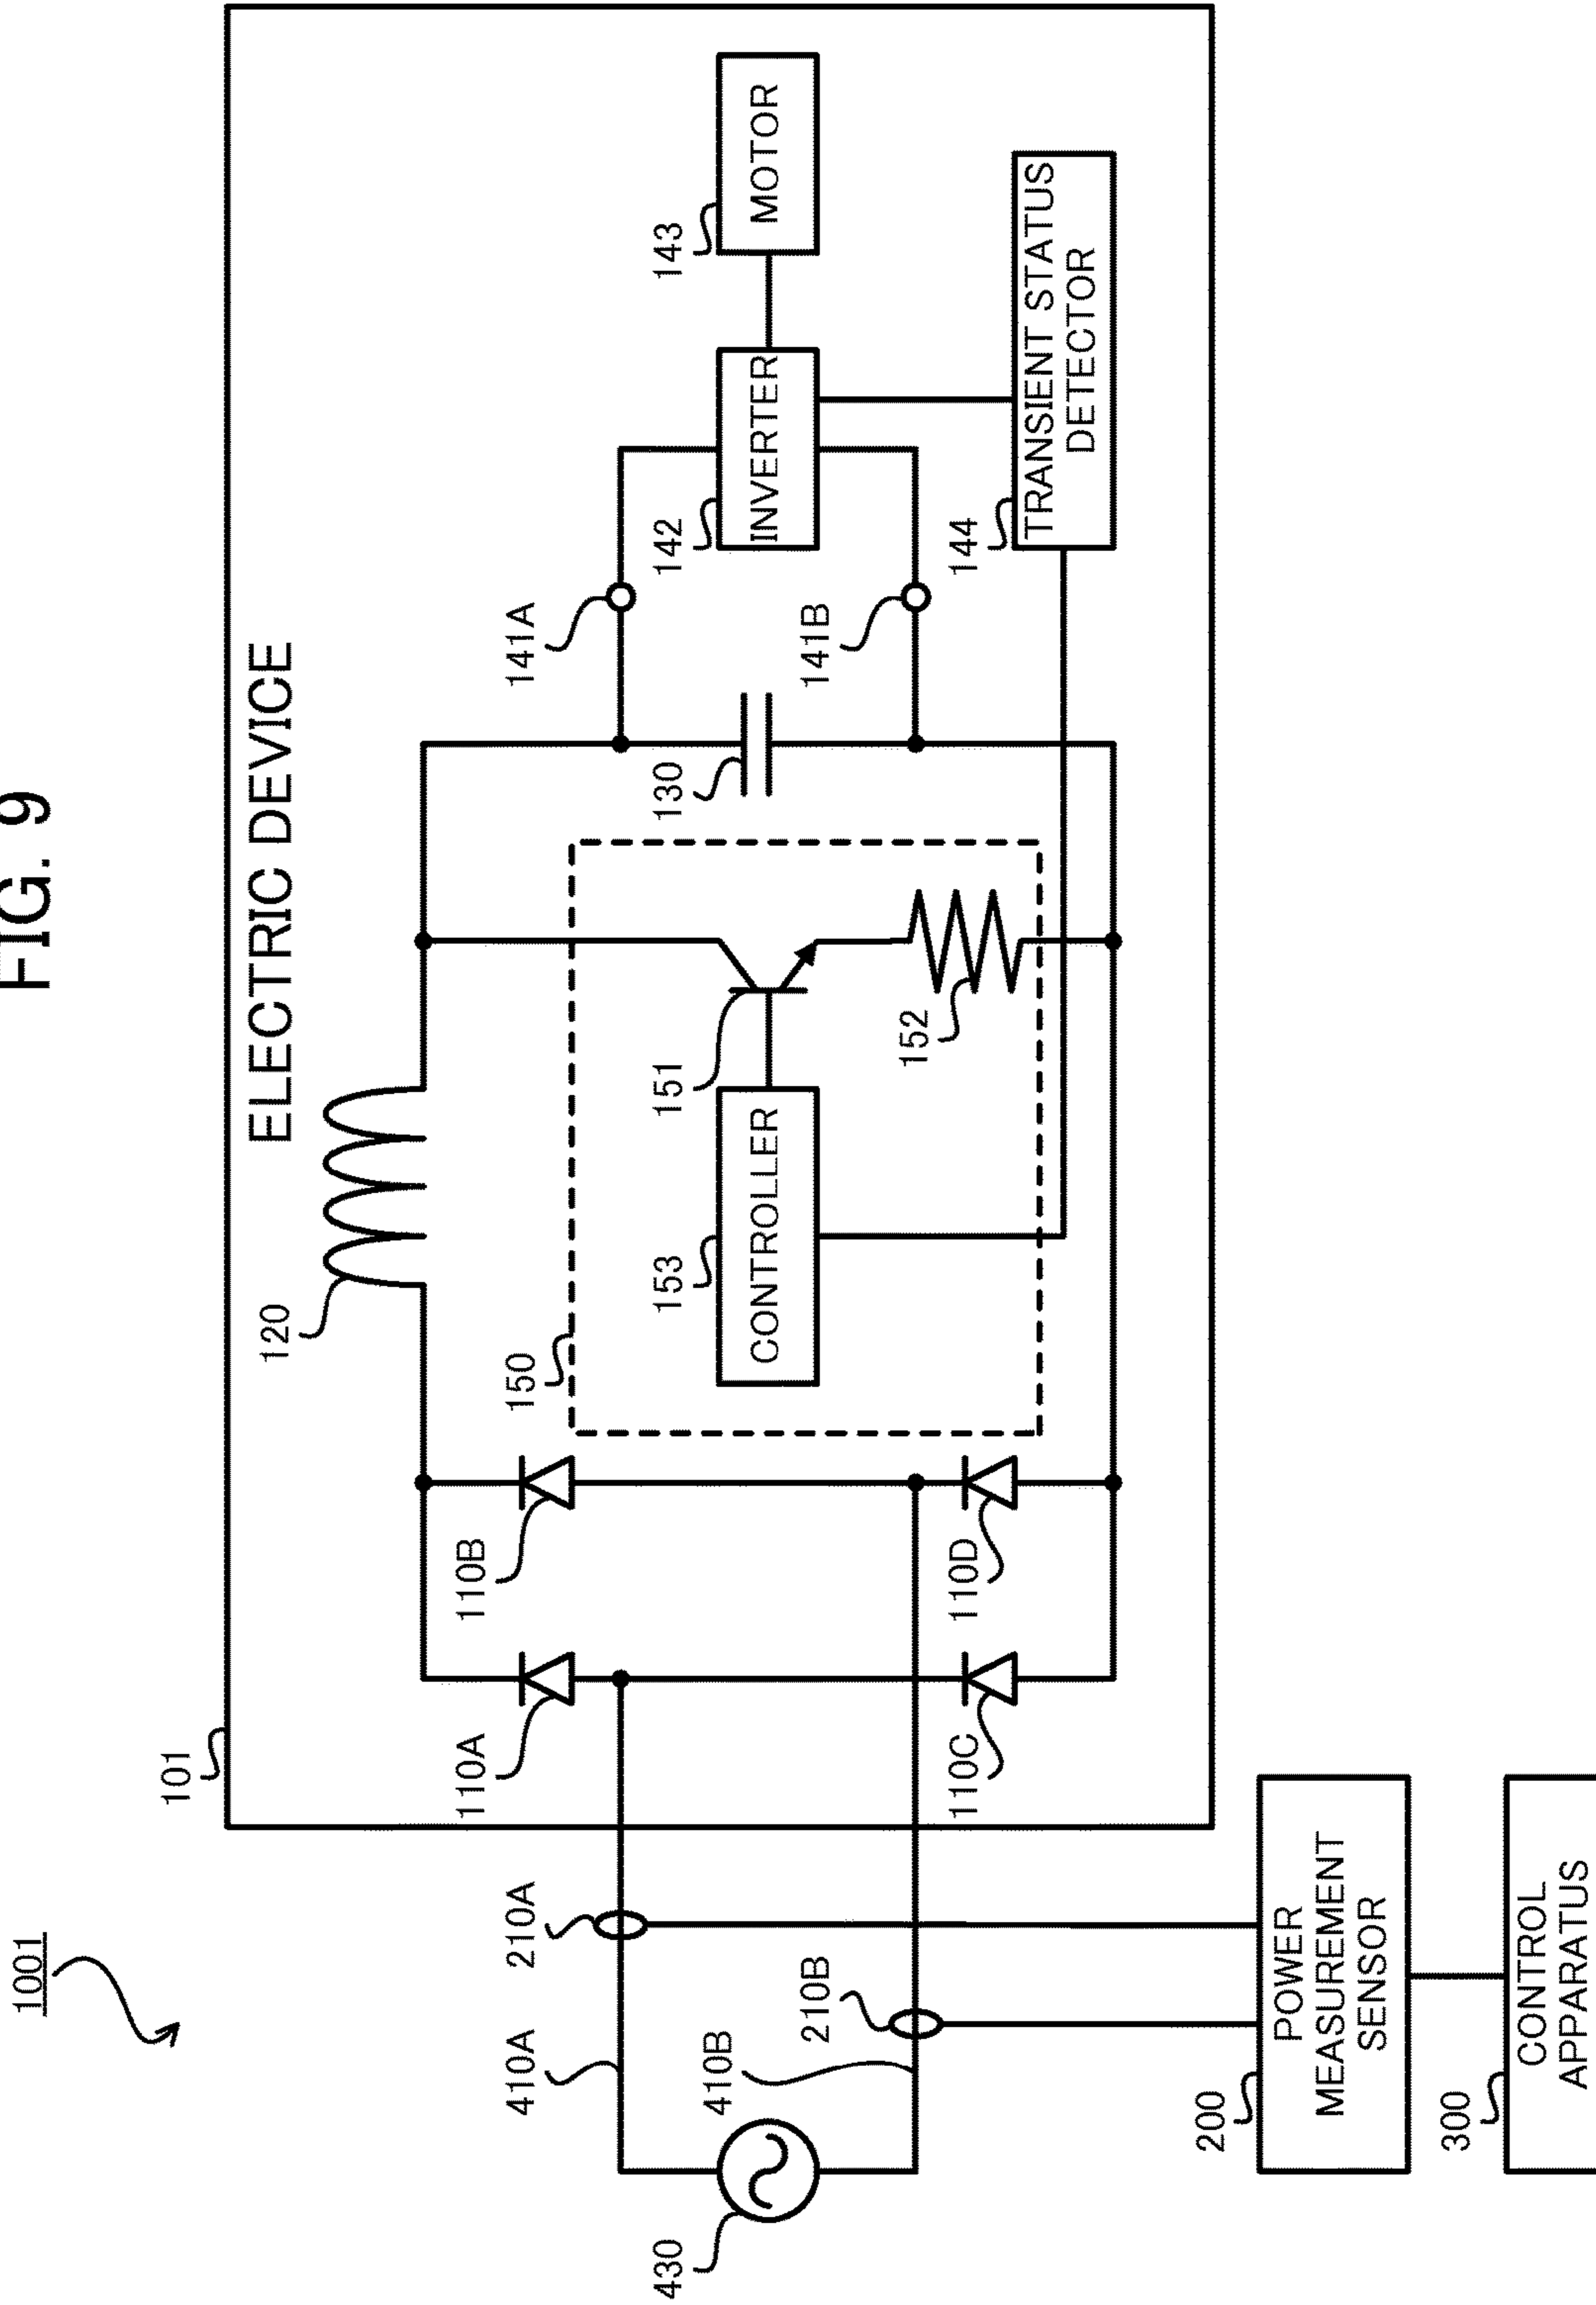 FIG. 9
1001
101
ELECTRIC DEVICE
120
110A
110B
150
151
130
141A
142
143
INVERTER
MOTOR
153
CONTROLLER
152
141B
144
TRANSIENT STATUS
DETECTOR
110C
110D
430
410A
210A
410B
210B
200
POWER
MEASUREMENT
SENSOR
300
CONTROL
APPARATUS